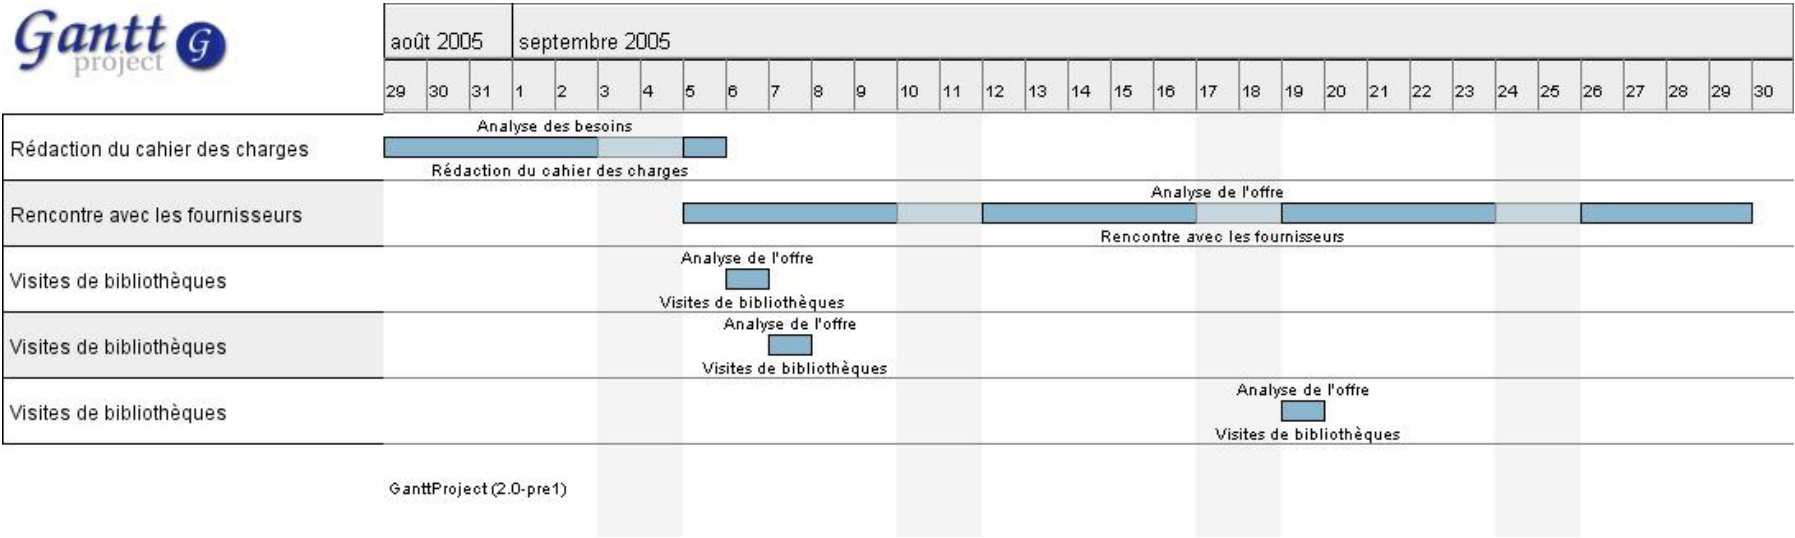 Gantt G
project
août 2005 septembre 2005
29 30 31 1 2 3 4 5 6 7 8 9 10 11 12 13 14 15 16 17 18 19 20 21 22 23 24 25 26 27 28 29 30
Analyse des besoins
Rédaction du cahier des charges
Rédaction du cahier des charges
Analyse de l'offre
Rencontre avec les fournisseurs
Rencontre avec les fournisseurs
Analyse de l'offre
Visites de bibliothèques
Visites de bibliothèques
Analyse de l'offre
Visites de bibliothèques
Visites de bibliothèques
Analyse de l'offre
Visites de bibliothèques
Visites de bibliothèques
GanttProject (2.0-pre1)